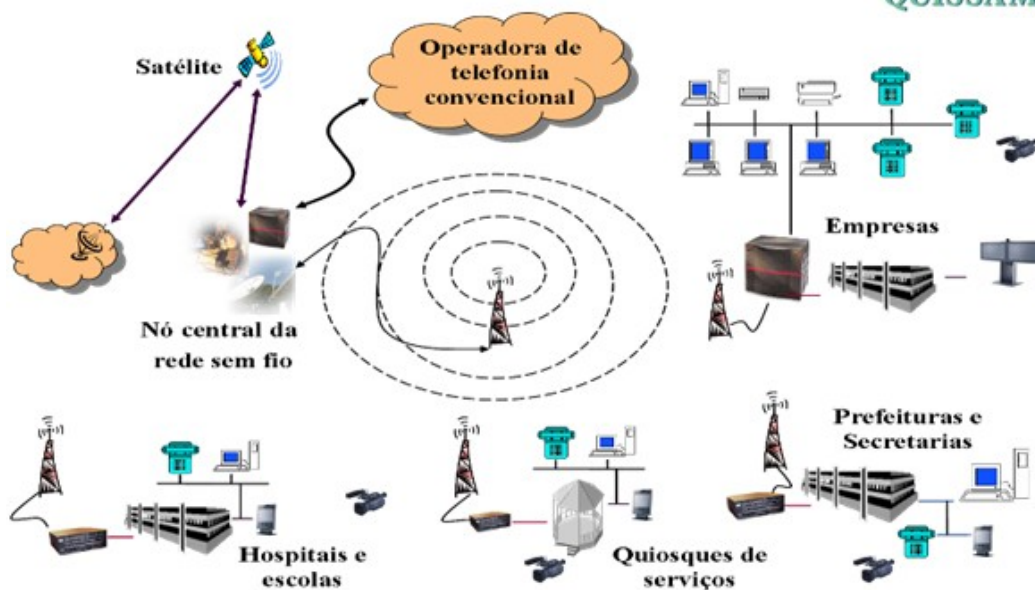 Satélite
Operadora de
telefonia
convencional
Empresas
Nó central da
rede sem fio
Prefeituras e
Secretarias
Hospitais e
escolas
Quiosques de
serviços